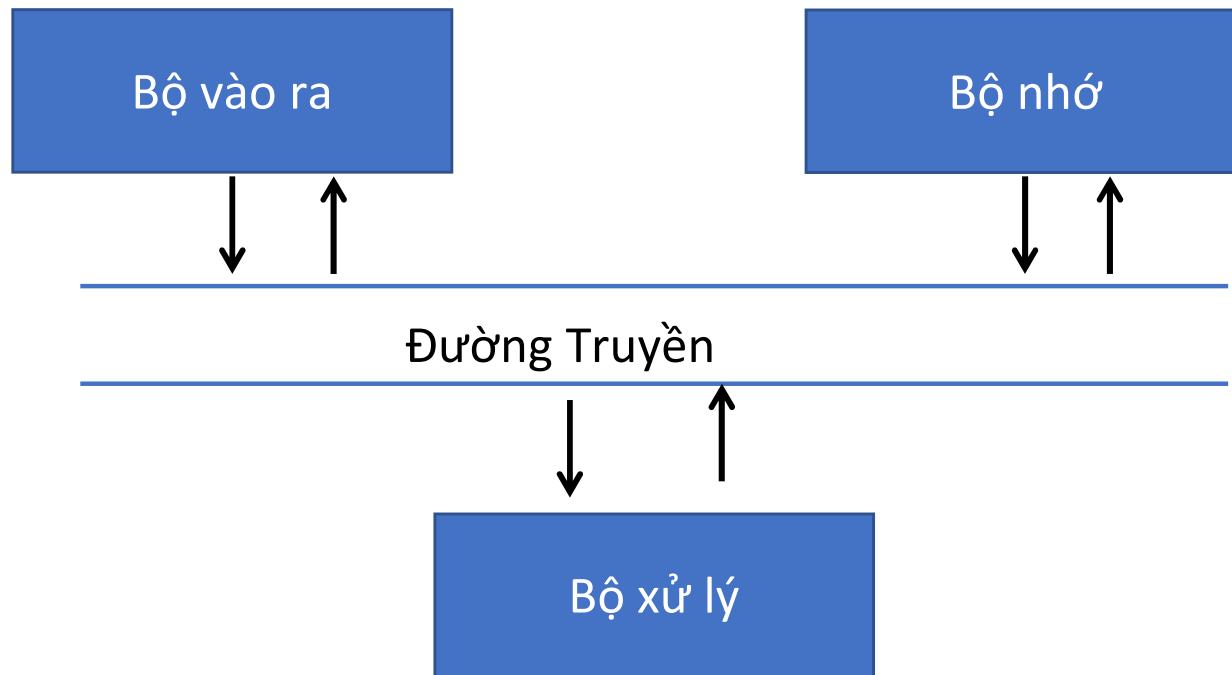 Bộ vào ra
Bộ nhớ
Đường Truyền
Bộ xử lý